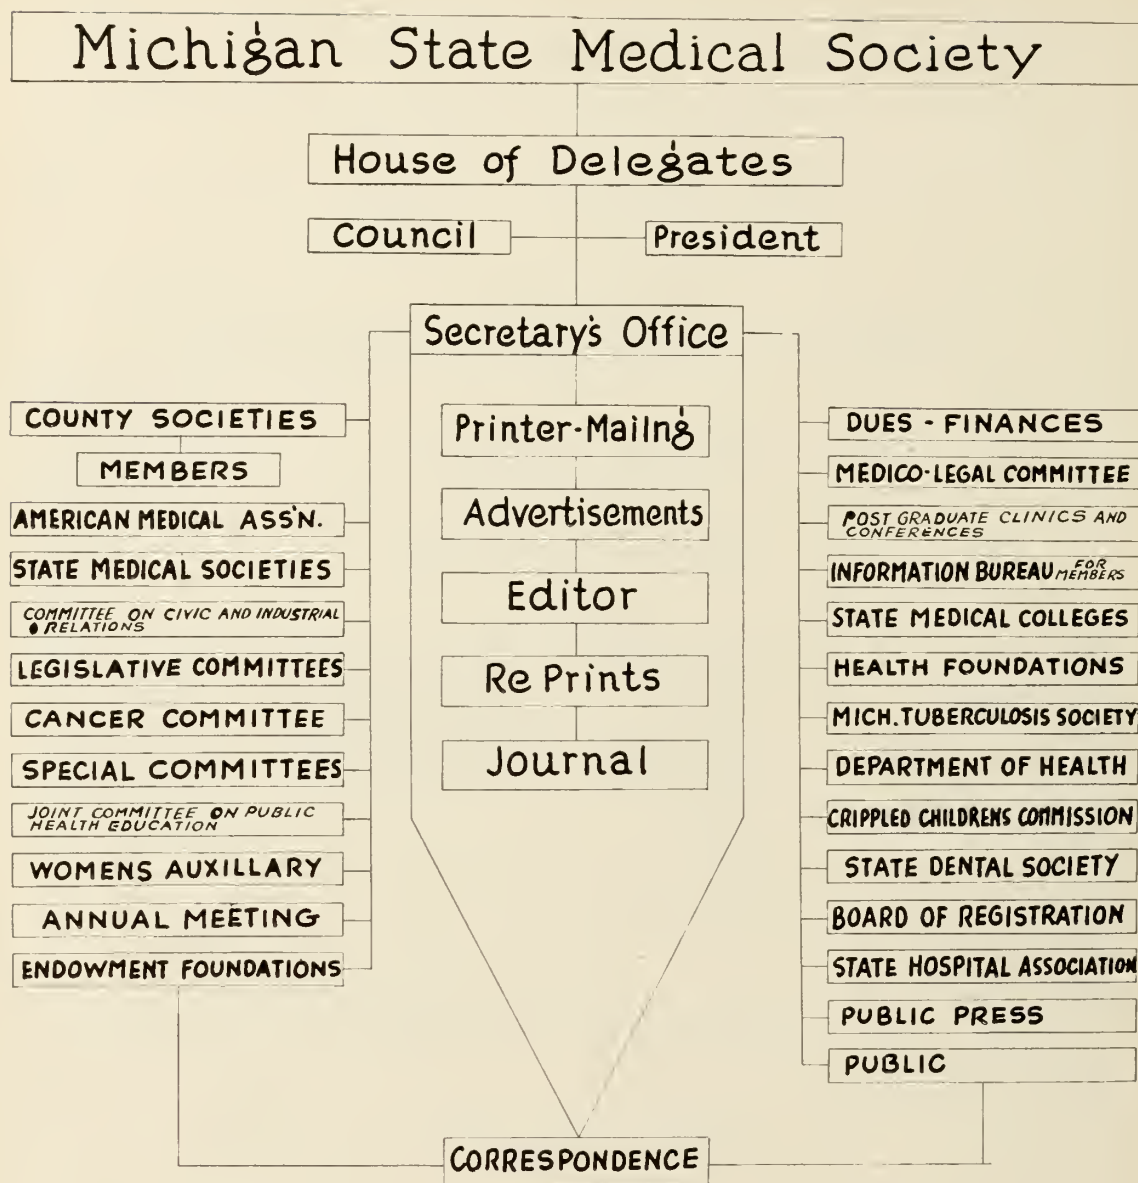 Michigan State Medical Society
House of Delegates
Council
President
Secretary's Office
Printer-Mailng
Advertisements
Editor
Re Prints
Journal
COUNTY SOCIETIES
MEMBERS
AMERICAN MEDICAL ASS'N.
STATE MEDICAL SOCIETIES
COMMITTEE ON CIVIC AND INDUSTRIAL
RELATIONS
LEGISLATIVE COMMITTEES
CANCER COMMITTEE
SPECIAL COMMITTEES
JOINT COMMITTEE ON PUBLIC
HEALTH EDUCATION
WOMENS AUXILLARY
ANNUAL MEETING
ENDOWMENT FOUNDATIONS
DUES - FINANCES
MEDICO-LEGAL COMMITTEE
POST GRADUATE CLINICS AND
CONFERENCES
INFORMATION BUREAU FOR MEMBERS
STATE MEDICAL COLLEGES
HEALTH FOUNDATIONS
MICH. TUBERCULOSIS SOCIETY
DEPARTMENT OF HEALTH
CRIPPLED CHILDRENS COMMISSION
STATE DENTAL SOCIETY
BOARD OF REGISTRATION
STATE HOSPITAL ASSOCIATION
PUBLIC PRESS
PUBLIC
CORRESPONDENCE